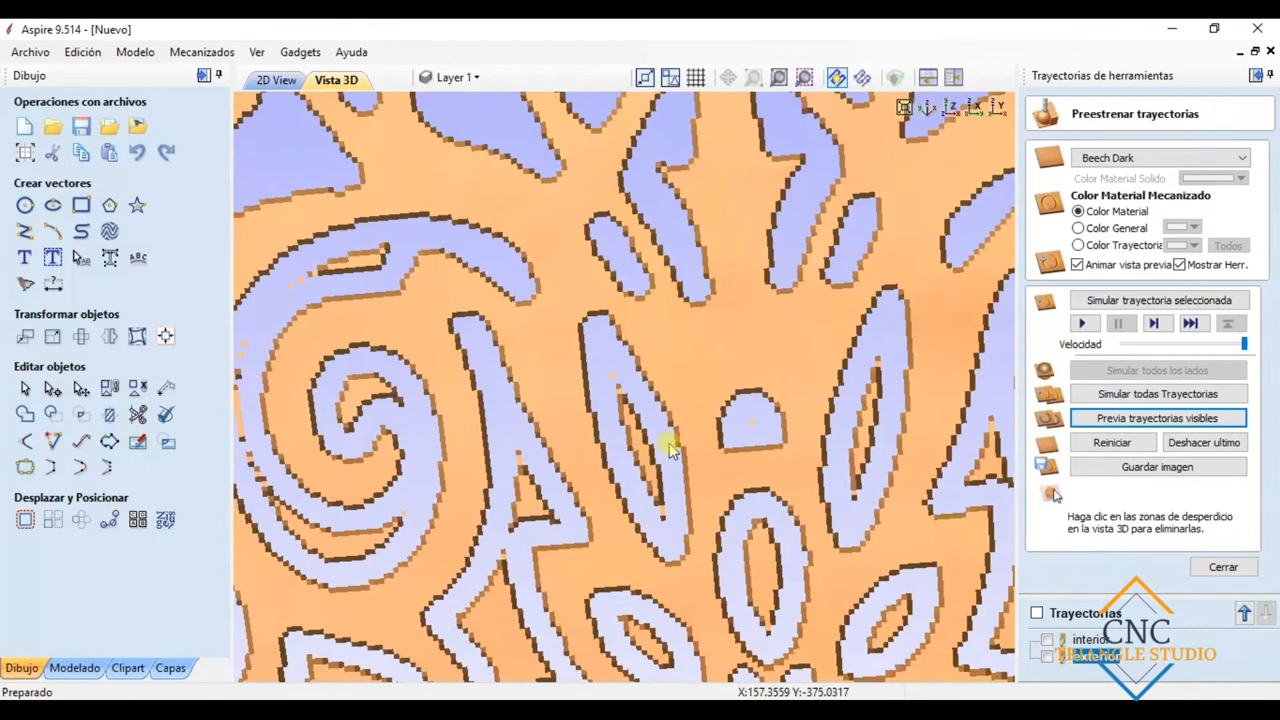 Aspire 9.514 - [Nuevo]
Archivo Edición Modelo Mecanizados Ver Gadgets Ayuda
Dibujo
2D View Vista 3D Layer 1
Trayectorias de herramientas
Operaciones con archivos
Crear vectores
Transformar objetos
Editar objetos
Desplazar y Posicionar
Dibujo Modelado Clipart Capas
Preparado
X:157.3559 Y:-375.0317
Preestrenar trayectorias
Beech Dark
Color Material Solido
Color Material Mecanizado
Color Material
Color General
Color Trayectoria Todos
Animar vista previa Mostrar Herr.
Simular trayectoria seleccionada
Velocidad
Simular todos los lados
Simular todas Trayectorias
Previa trayectorias visibles
Reiniciar Deshacer ultimo
Guardar imagen
Haga clic en las zonas de desperdicio
en la vista 3D para eliminarlas.
Cerrar
Trayectorias
interior
exterior
CNC
TRIANGLE STUDIO